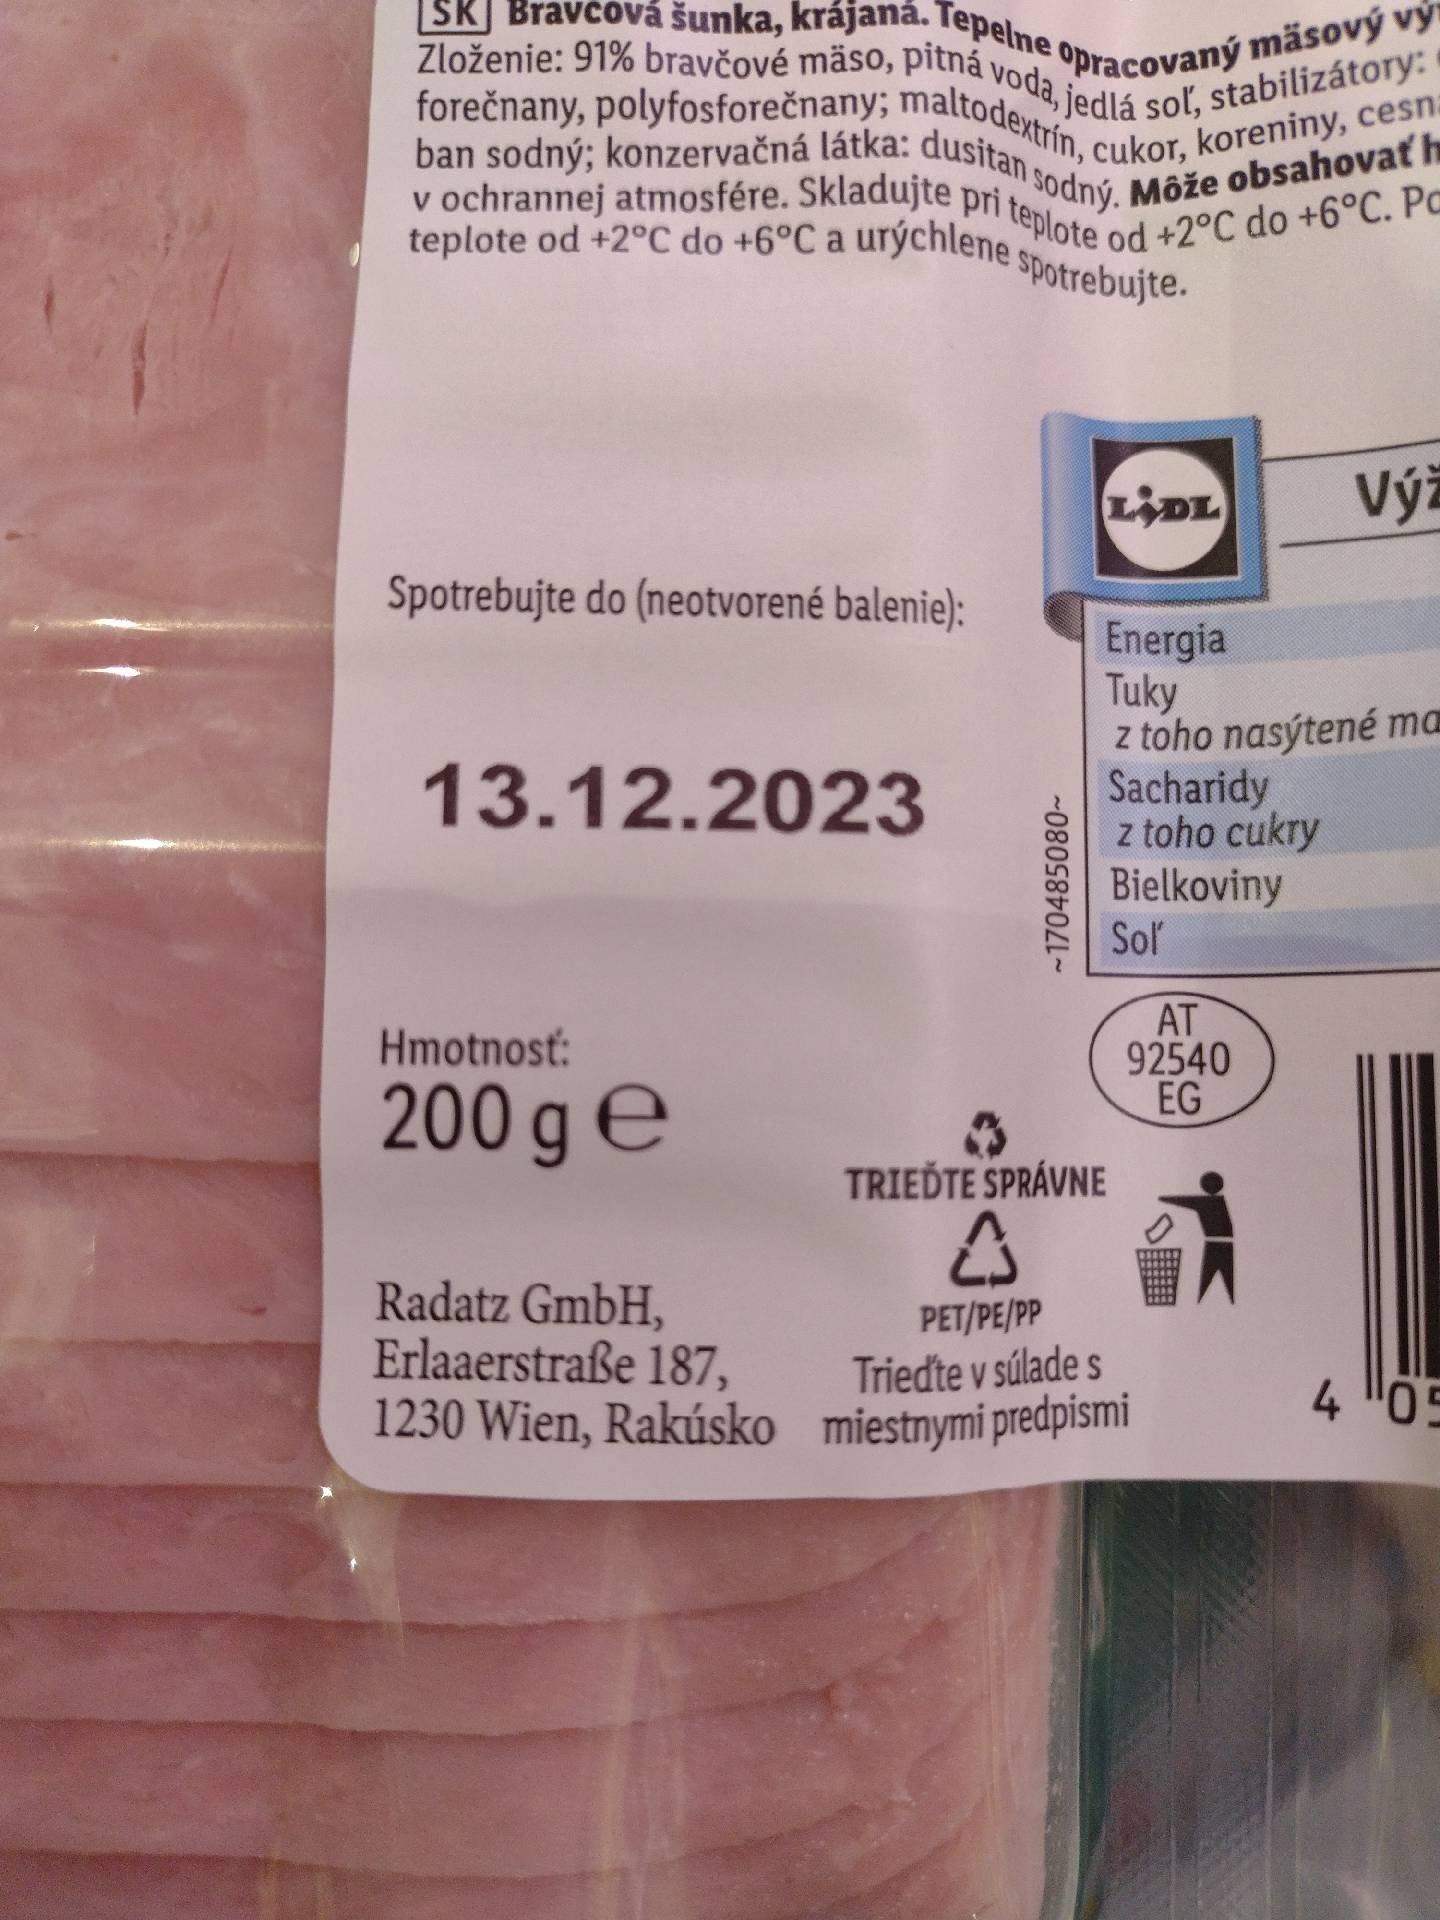 SK Bravčová šunka, krájaná. Tepelne opracovaný mäsový
Zloženie: 91% bravčové mäso, pitná voda, jedlá soľ, stabilizátory:
forečnany, polyfosforečnany; maltodextrín, cukor, koreniny,
ban sodný; konzervačná látka: dusitan sodný. Môže obsahovať
v ochrannej atmosfére. Skladujte pri teplote od +2°C do +6°C.
teplote od +2°C do +6°C a urýchlene spotrebujte.
LIDL
Spotrebujte do (neotvorené balenie):
13.12.2023
Energia
Tuky
z toho nasýtené
Sacharidy
z toho cukry
Bielkoviny
Soľ
~170485080~
AT
92540
EG
Hmotnosť:
200 g e
TRIEĎTE SPRÁVNE
PET/PE/PP
Trieďte v súlade s
miestnymi predpismi
Radatz GmbH,
Erlaaerstraße 187,
1230 Wien, Rakúsko
4